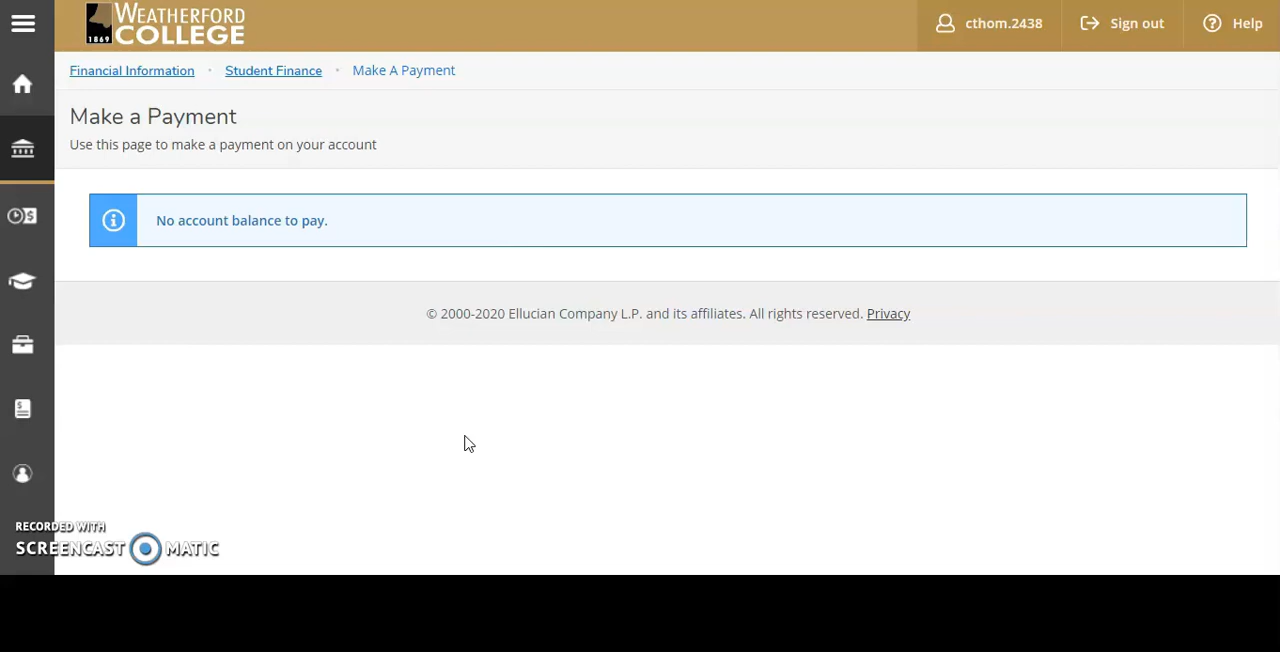 WEATHERFORD
COLLEGE
1869
cthom.2438
Sign out
Help
Financial Information
Student Finance
Make A Payment
Make a Payment
Use this page to make a payment on your account
No account balance to pay.
© 2000-2020 Ellucian Company L.P. and its affiliates. All rights reserved. Privacy
RECORDED WITH
SCREENCAST MATIC